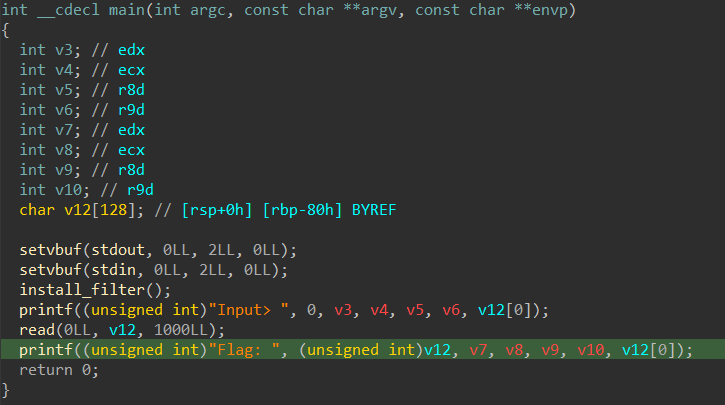 int __cdecl main(int argc, const char **argv, const char **envp)
{
  int v3; // edx
  int v4; // ecx
  int v5; // r8d
  int v6; // r9d
  int v7; // edx
  int v8; // ecx
  int v9; // r8d
  int v10; // r9d
  char v12[128]; // [rsp+0h] [rbp-80h] BYREF

  setvbuf(stdout, 0LL, 2LL, 0LL);
  setvbuf(stdin, 0LL, 2LL, 0LL);
  install_filter();
  printf((unsigned int)"Input> ", 0, v3, v4, v5, v6, v12[0]);
  read(0LL, v12, 1000LL);
  printf((unsigned int)"Flag: ", (unsigned int)v12, v7, v8, v9, v10, v12[0]);
  return 0;
}